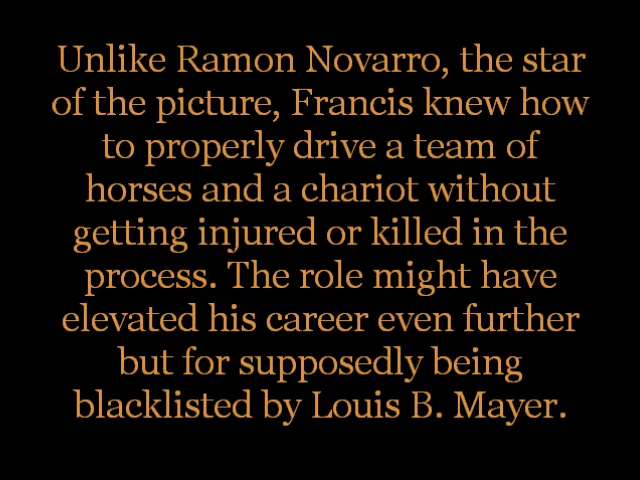 Unlike Ramon Novarro, the star
of the picture, Francis knew how
to properly drive a team of
horses and a chariot without
getting injured or killed in the
process. The role might have
elevated his career even further
but for supposedly being
blacklisted by Louis B. Mayer.